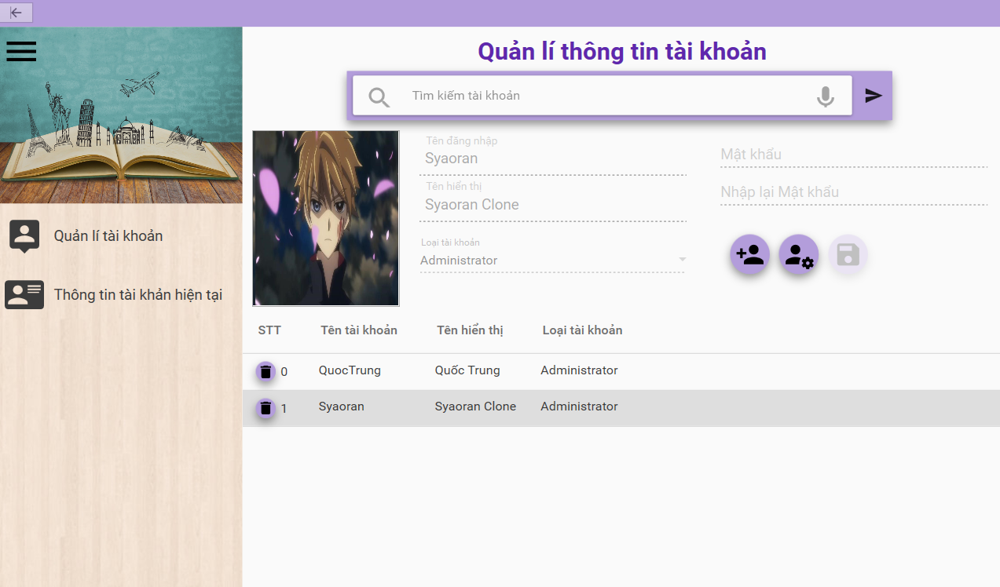 Quản lí thông tin tài khoản
Tìm kiếm tài khoản
Quản lí tài khoản
Thông tin tài khản hiện tại
Tên đăng nhập
Syaoran
Tên hiển thị
Syaoran Clone
Loại tài khoản
Administrator
Mật khẩu
Nhập lại Mật khẩu
STT Tên tài khoản Tên hiển thị Loại tài khoản
0 QuocTrung Quốc Trung Administrator
1 Syaoran Syaoran Clone Administrator